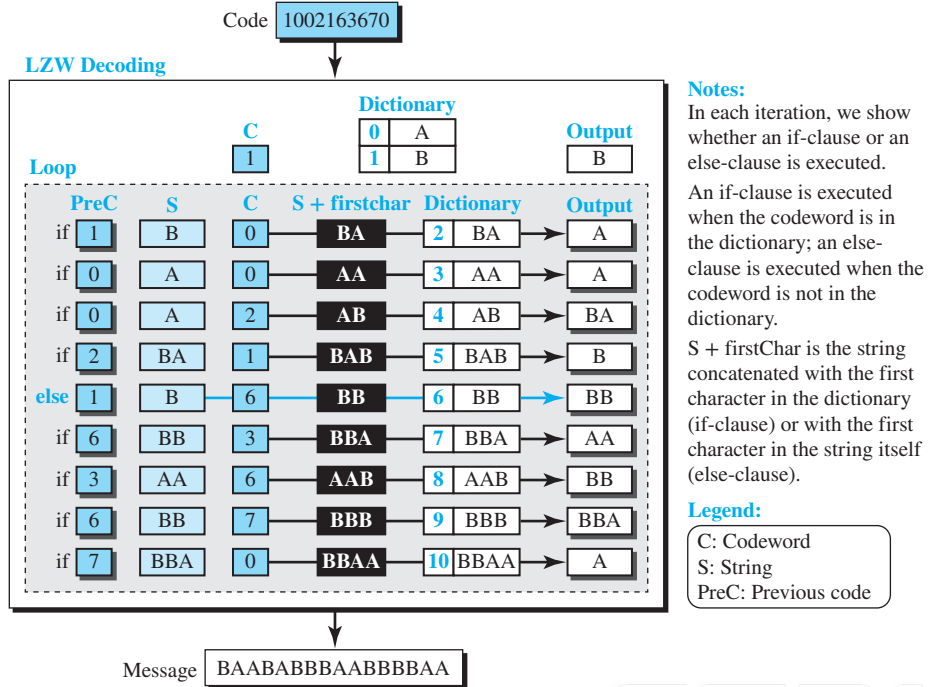 Code 1002163670
LZW Decoding
Dictionary
C 0 A Output
1 1 B B
Loop
PreC S C S + firstchar Dictionary Output
if 1 B 0 BA 2 BA A
if 0 A 0 AA 3 AA A
if 0 A 2 AB 4 AB BA
if 2 BA 1 BAB 5 BAB B
else 1 B 6 BB 6 BB BB
if 6 BB 3 BBA 7 BBA AA
if 3 AA 6 AAB 8 AAB BB
if 6 BB 7 BBB 9 BBB BBA
if 7 BBA 0 BBAA 10 BBAA A
Message BAABABBBAABBBBAA
Notes:
In each iteration, we show
whether an if-clause or an
else-clause is executed.
An if-clause is executed
when the codeword is in
the dictionary; an else-
clause is executed when the
codeword is not in the
dictionary.
S + firstChar is the string
concatenated with the first
character in the dictionary
(if-clause) or with the first
character in the string itself
(else-clause).
Legend:
C: Codeword
S: String
PreC: Previous code